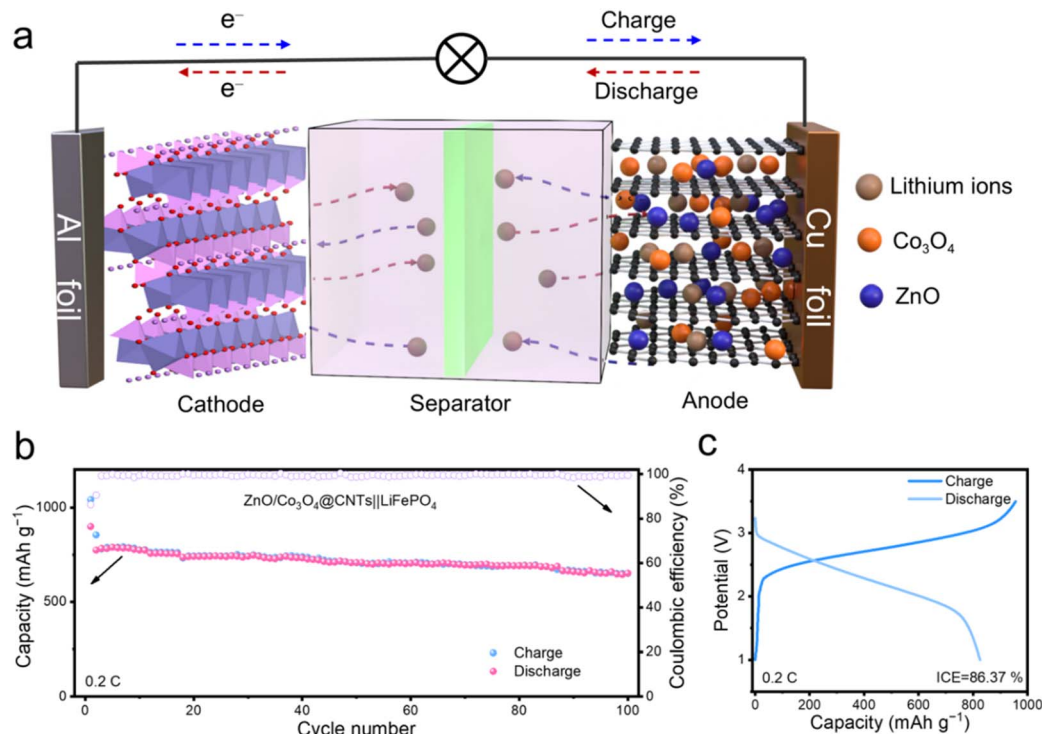 a
e⁻
Charge
e⁻
Discharge
Al foil
Cu foil
Lithium ions
Co₃O₄
ZnO
Cathode
Separator
Anode
b
ZnO/Co₃O₄@CNTs||LiFePO₄
Capacity (mAh g⁻¹)
1000
750
500
250
0
Coulombic efficiency (%)
100
80
60
40
20
0
Charge
Discharge
0.2 C
0
20
40
60
80
100
Cycle number
c
Potential (V)
4
3
2
1
Charge
Discharge
0.2 C
ICE=86.37 %
0
200
400
600
800
1000
Capacity (mAh g⁻¹)